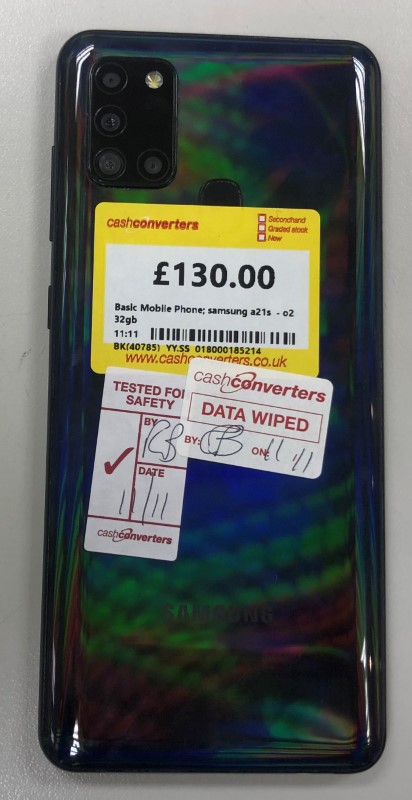 cashconverters
Secondhand
Graded stock
New
£130.00
Basic Mobile Phone; samsung a21s - o2
32gb
11:11
BK(40785) YY.SS 018000185214
www.cashconverters.co.uk
TESTED FOR
SAFETY
BY
DATE
11/11
cashconverters
cashconverters
DATA WIPED
BY:
ON: 11/11
SAMSUNG